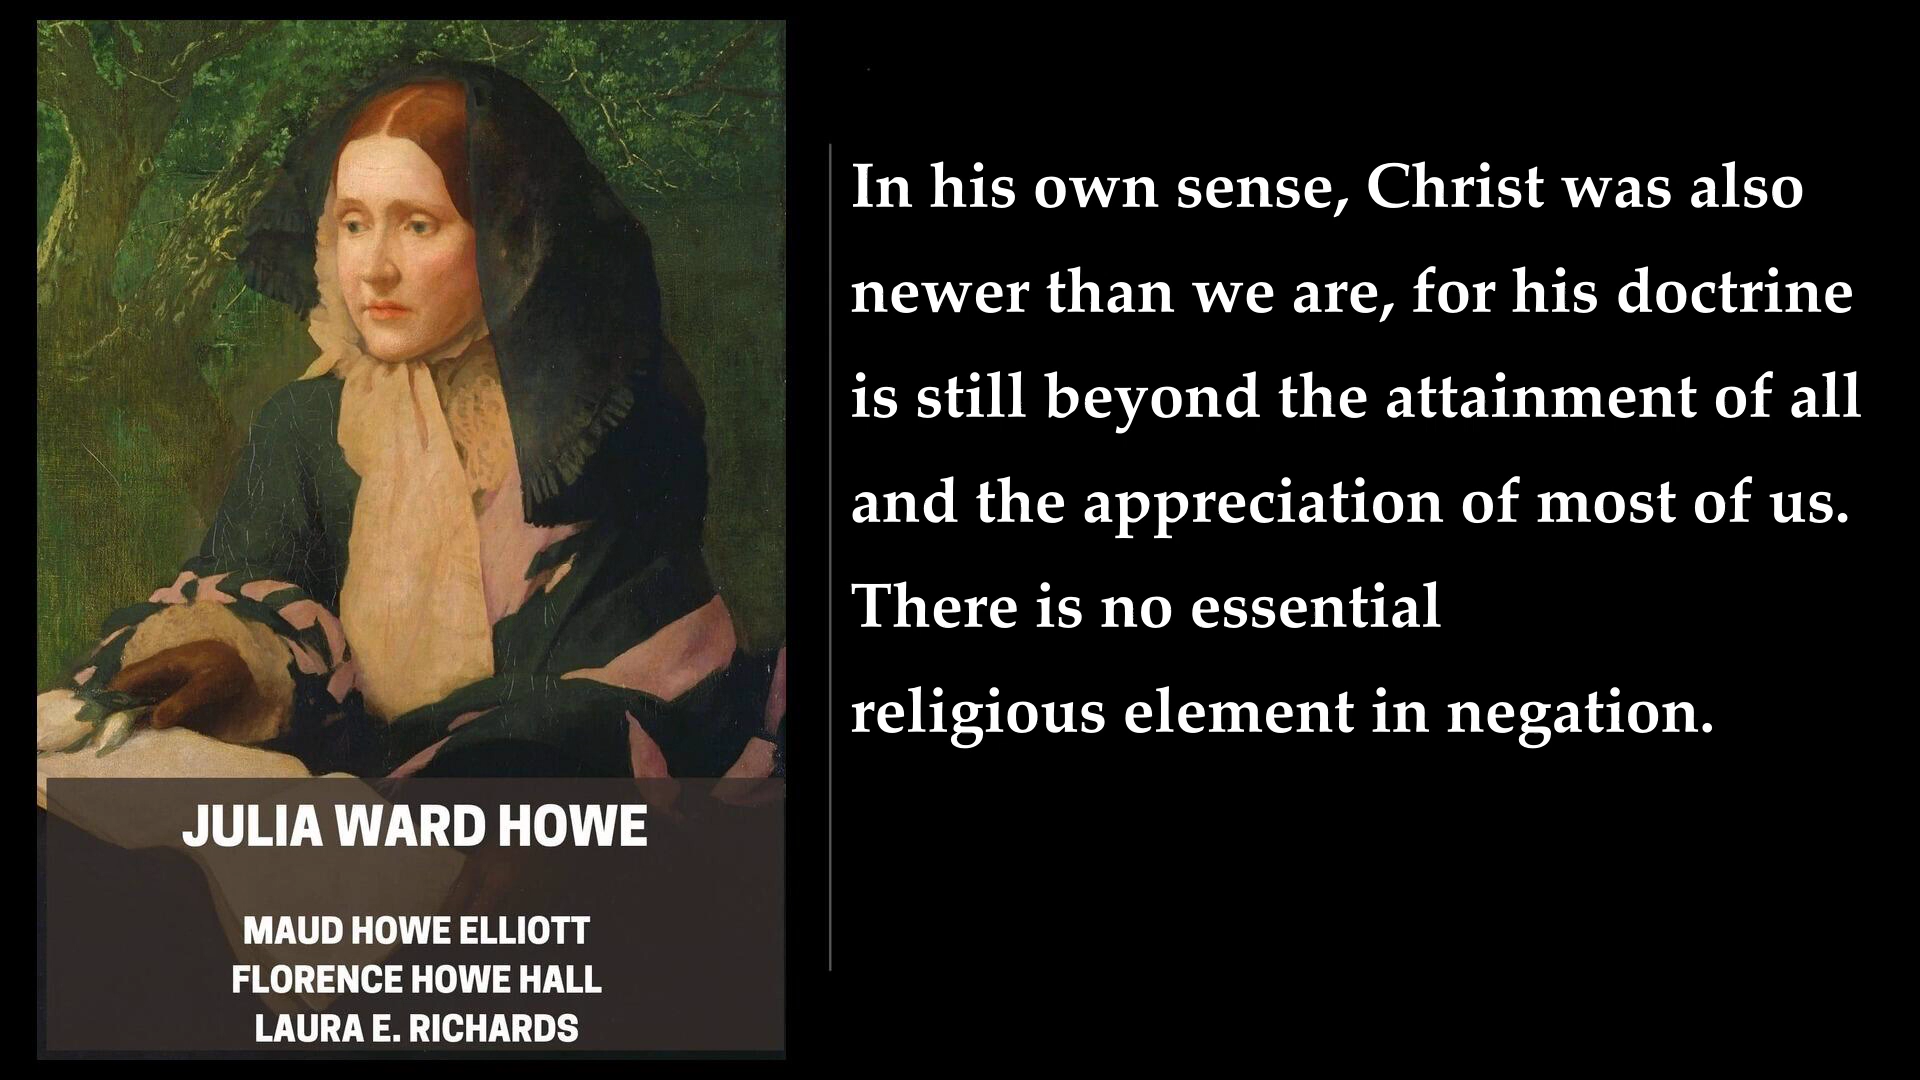 JULIA WARD HOWE
MAUD HOWE ELLIOTT
FLORENCE HOWE HALL
LAURA E. RICHARDS
In his own sense, Christ was also
newer than we are, for his doctrine
is still beyond the attainment of all
and the appreciation of most of us.
There is no essential
religious element in negation.